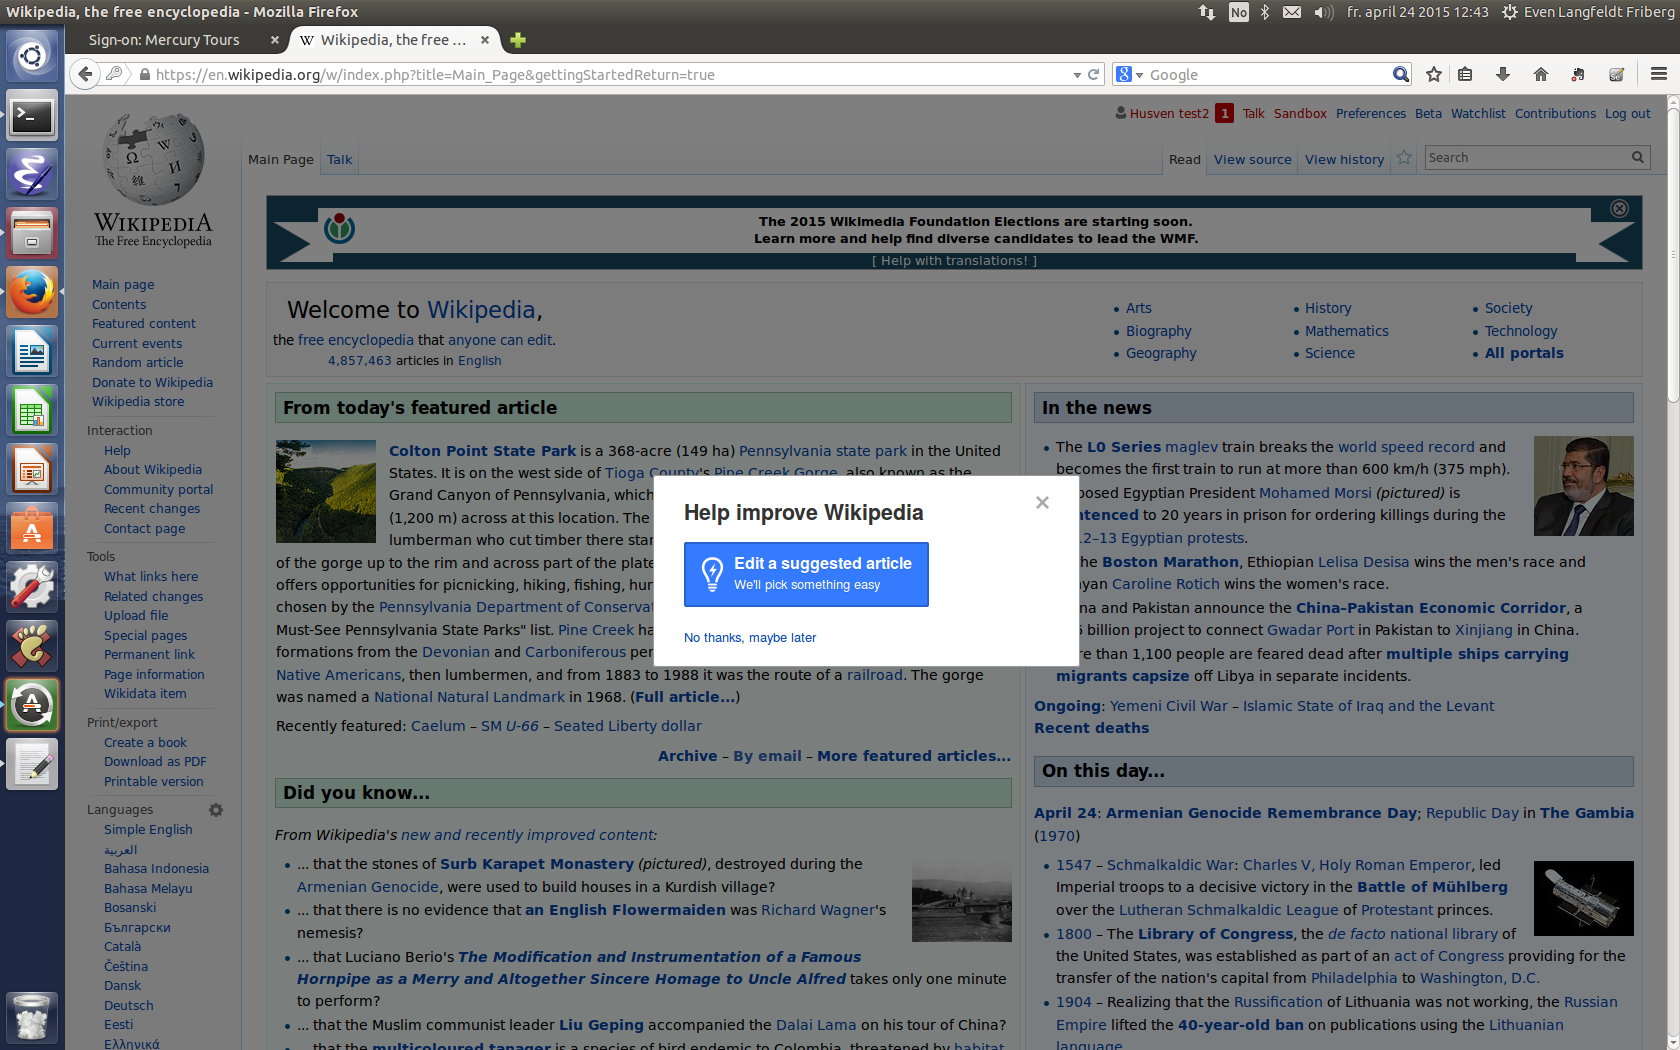 Wikipedia, the free encyclopedia - Mozilla Firefox
No
fr. april 24 2015 12:43
Even Langfeldt Friberg
Sign-on: Mercury Tours
Wikipedia, the free ...
https://en.wikipedia.org/w/index.php?title=Main_Page&gettingStartedReturn=true
Google
Husven test2 1 Talk Sandbox Preferences Beta Watchlist Contributions Log out
Main Page Talk
Read View source View history
Search
WIKIPEDIA
The Free Encyclopedia
The 2015 Wikimedia Foundation Elections are starting soon.
Learn more and help find diverse candidates to lead the WMF.
[ Help with translations! ]
Main page
Contents
Featured content
Current events
Random article
Donate to Wikipedia
Wikipedia store
Interaction
Help
About Wikipedia
Community portal
Recent changes
Contact page
Tools
What links here
Related changes
Upload file
Special pages
Permanent link
Page information
Wikidata item
Print/export
Create a book
Download as PDF
Printable version
Languages
Simple English
العربية
Bahasa Indonesia
Bahasa Melayu
Bosanski
Български
Català
Čeština
Dansk
Deutsch
Eesti
Ελληνικά
Welcome to Wikipedia,
the free encyclopedia that anyone can edit.
4,857,463 articles in English
Arts
Biography
Geography
History
Mathematics
Science
Society
Technology
All portals
From today's featured article
Colton Point State Park is a 368-acre (149 ha) Pennsylvania state park in the United
States. It is on the west side of Tioga County's Pine Creek Gorge, also known as the
Grand Canyon of Pennsylvania, which
(1,200 m) across at this location. The
lumberman who cut timber there star
of the gorge up to the rim and across part of the plate
offers opportunities for picnicking, hiking, fishing, hun
chosen by the Pennsylvania Department of Conservat
Must-See Pennsylvania State Parks" list. Pine Creek ha
formations from the Devonian and Carboniferous per
Native Americans, then lumbermen, and from 1883 to 1988 it was the route of a railroad. The gorge
was named a National Natural Landmark in 1968. (Full article...)
Recently featured: Caelum – SM U-66 – Seated Liberty dollar
Archive – By email – More featured articles...
Did you know...
From Wikipedia's new and recently improved content:
... that the stones of Surb Karapet Monastery (pictured), destroyed during the
Armenian Genocide, were used to build houses in a Kurdish village?
... that there is no evidence that an English Flowermaiden was Richard Wagner's
nemesis?
... that Luciano Berio's The Modification and Instrumentation of a Famous
Hornpipe as a Merry and Altogether Sincere Homage to Uncle Alfred takes only one minute
to perform?
... that the Muslim communist leader Liu Geping accompanied the Dalai Lama on his tour of China?
... that the multicoloured tanager is a species of bird endemic to Colombia, threatened by habitat
Help improve Wikipedia
Edit a suggested article
We'll pick something easy
No thanks, maybe later
In the news
The L0 Series maglev train breaks the world speed record and
becomes the first train to run at more than 600 km/h (375 mph).
posed Egyptian President Mohamed Morsi (pictured) is
ntenced to 20 years in prison for ordering killings during the
2–13 Egyptian protests.
he Boston Marathon, Ethiopian Lelisa Desisa wins the men's race and
yan Caroline Rotich wins the women's race.
na and Pakistan announce the China–Pakistan Economic Corridor, a
billion project to connect Gwadar Port in Pakistan to Xinjiang in China.
re than 1,100 people are feared dead after multiple ships carrying
migrants capsize off Libya in separate incidents.
Ongoing: Yemeni Civil War – Islamic State of Iraq and the Levant
Recent deaths
On this day...
April 24: Armenian Genocide Remembrance Day; Republic Day in The Gambia
(1970)
1547 – Schmalkaldic War: Charles V, Holy Roman Emperor, led
Imperial troops to a decisive victory in the Battle of Mühlberg
over the Lutheran Schmalkaldic League of Protestant princes.
1800 – The Library of Congress, the de facto national library of
the United States, was established as part of an act of Congress providing for the
transfer of the nation's capital from Philadelphia to Washington, D.C.
1904 – Realizing that the Russification of Lithuania was not working, the Russian
Empire lifted the 40-year-old ban on publications using the Lithuanian
language.